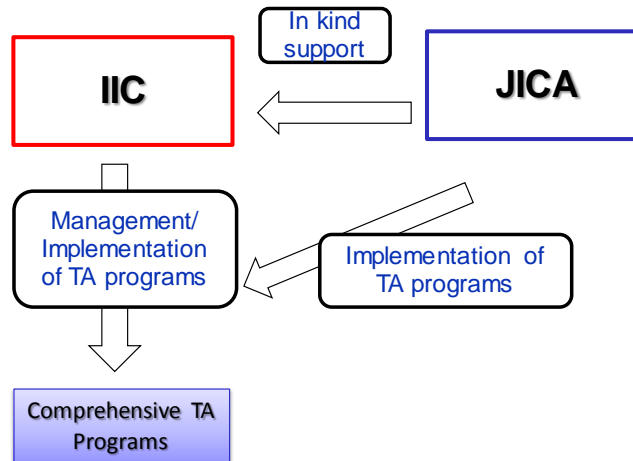 In kind
support
IIC
JICA
Management/
Implementation
of TA programs
Implementation of
TA programs
Comprehensive TA
Programs